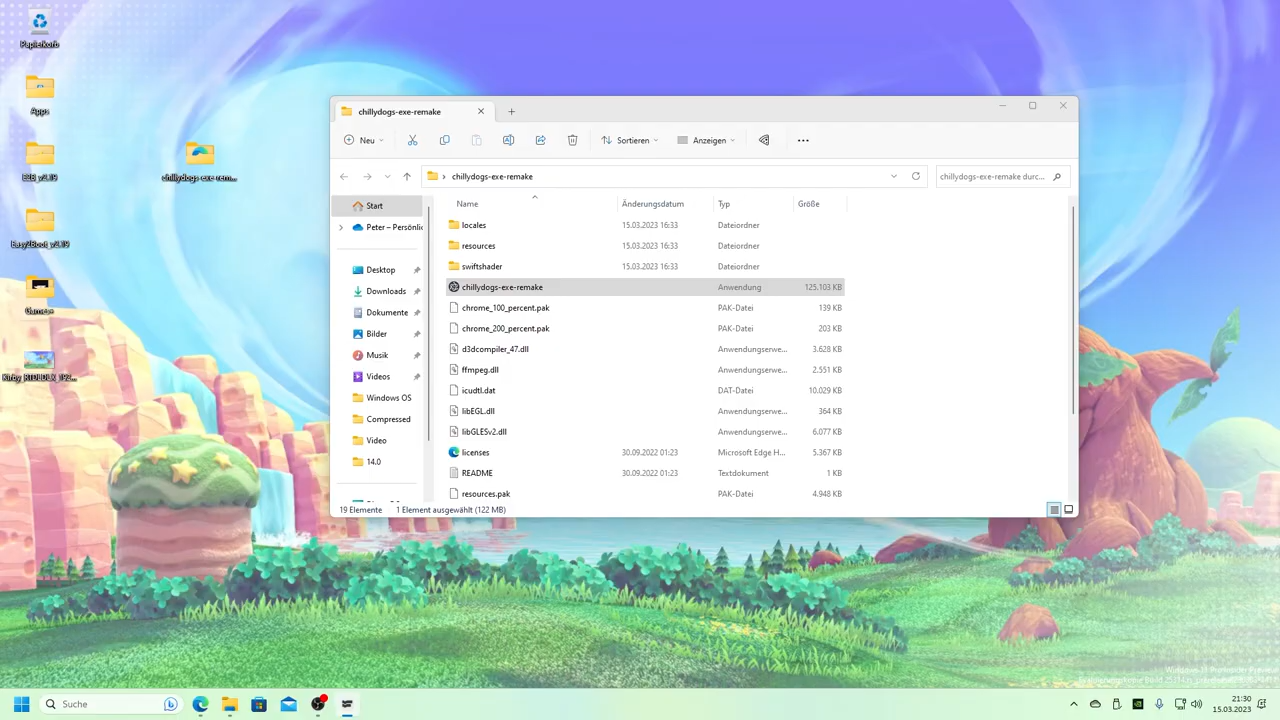 Papierkorb
Apps
E2B_v2.19
chillydogs-exe-rem...
Easy2Boot_v2.19
Games+
chillydogs-exe-remake
Neu
Sortieren
Anzeigen
chillydogs-exe-remake
chillydogs-exe-remake durc...
Start
Peter – Persönlic
Desktop
Downloads
Dokumente
Bilder
Musik
Videos
Windows OS
Compressed
Video
14.0
Name Änderungsdatum Typ Größe
locales 15.03.2023 16:33 Dateiordner
resources 15.03.2023 16:33 Dateiordner
swiftshader 15.03.2023 16:33 Dateiordner
chillydogs-exe-remake Anwendung 125.103 KB
chrome_100_percent.pak PAK-Datei 139 KB
chrome_200_percent.pak PAK-Datei 203 KB
d3dcompiler_47.dll Anwendungserwe... 3.628 KB
ffmpeg.dll Anwendungserwe... 2.551 KB
icudtl.dat DAT-Datei 10.029 KB
libEGL.dll Anwendungserwe... 364 KB
libGLESv2.dll Anwendungserwe... 6.077 KB
licenses 30.09.2022 01:23 Microsoft Edge H... 5.367 KB
README 30.09.2022 01:23 Textdokument 1 KB
resources.pak PAK-Datei 4.948 KB
19 Elemente 1 Element ausgewählt (122 MB)
Suche
21:30
15.03.2023